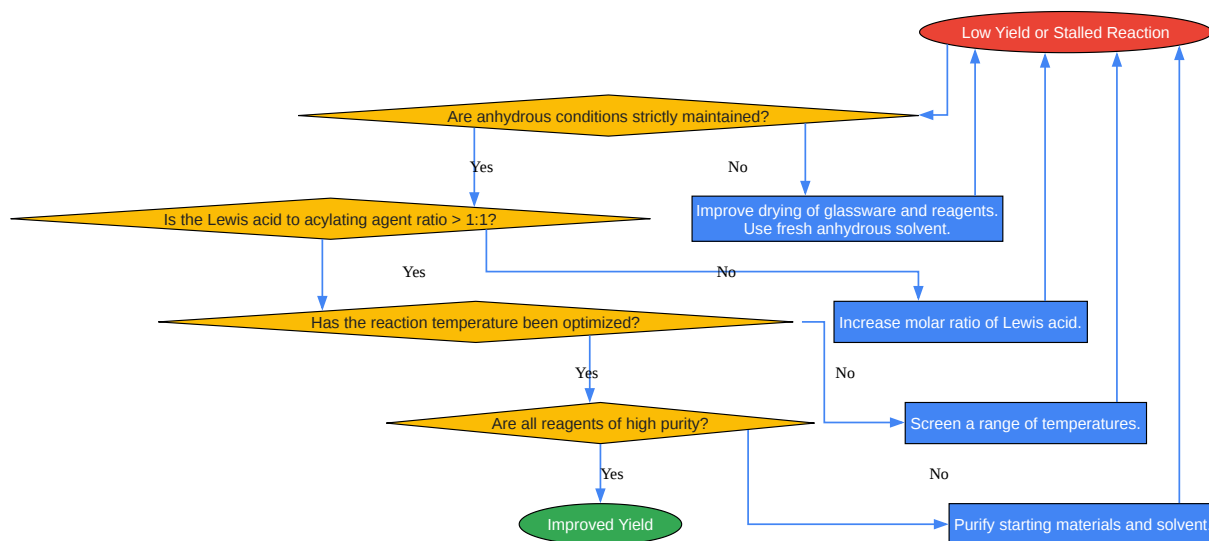 Low Yield or Stalled Reaction
Are anhydrous conditions strictly maintained?
Yes
No
Improve drying of glassware and reagents.
Use fresh anhydrous solvent.
Is the Lewis acid to acylating agent ratio > 1:1?
Yes
No
Increase molar ratio of Lewis acid.
Has the reaction temperature been optimized?
Yes
No
Screen a range of temperatures.
Are all reagents of high purity?
Yes
No
Improved Yield
Purify starting materials and solvent.